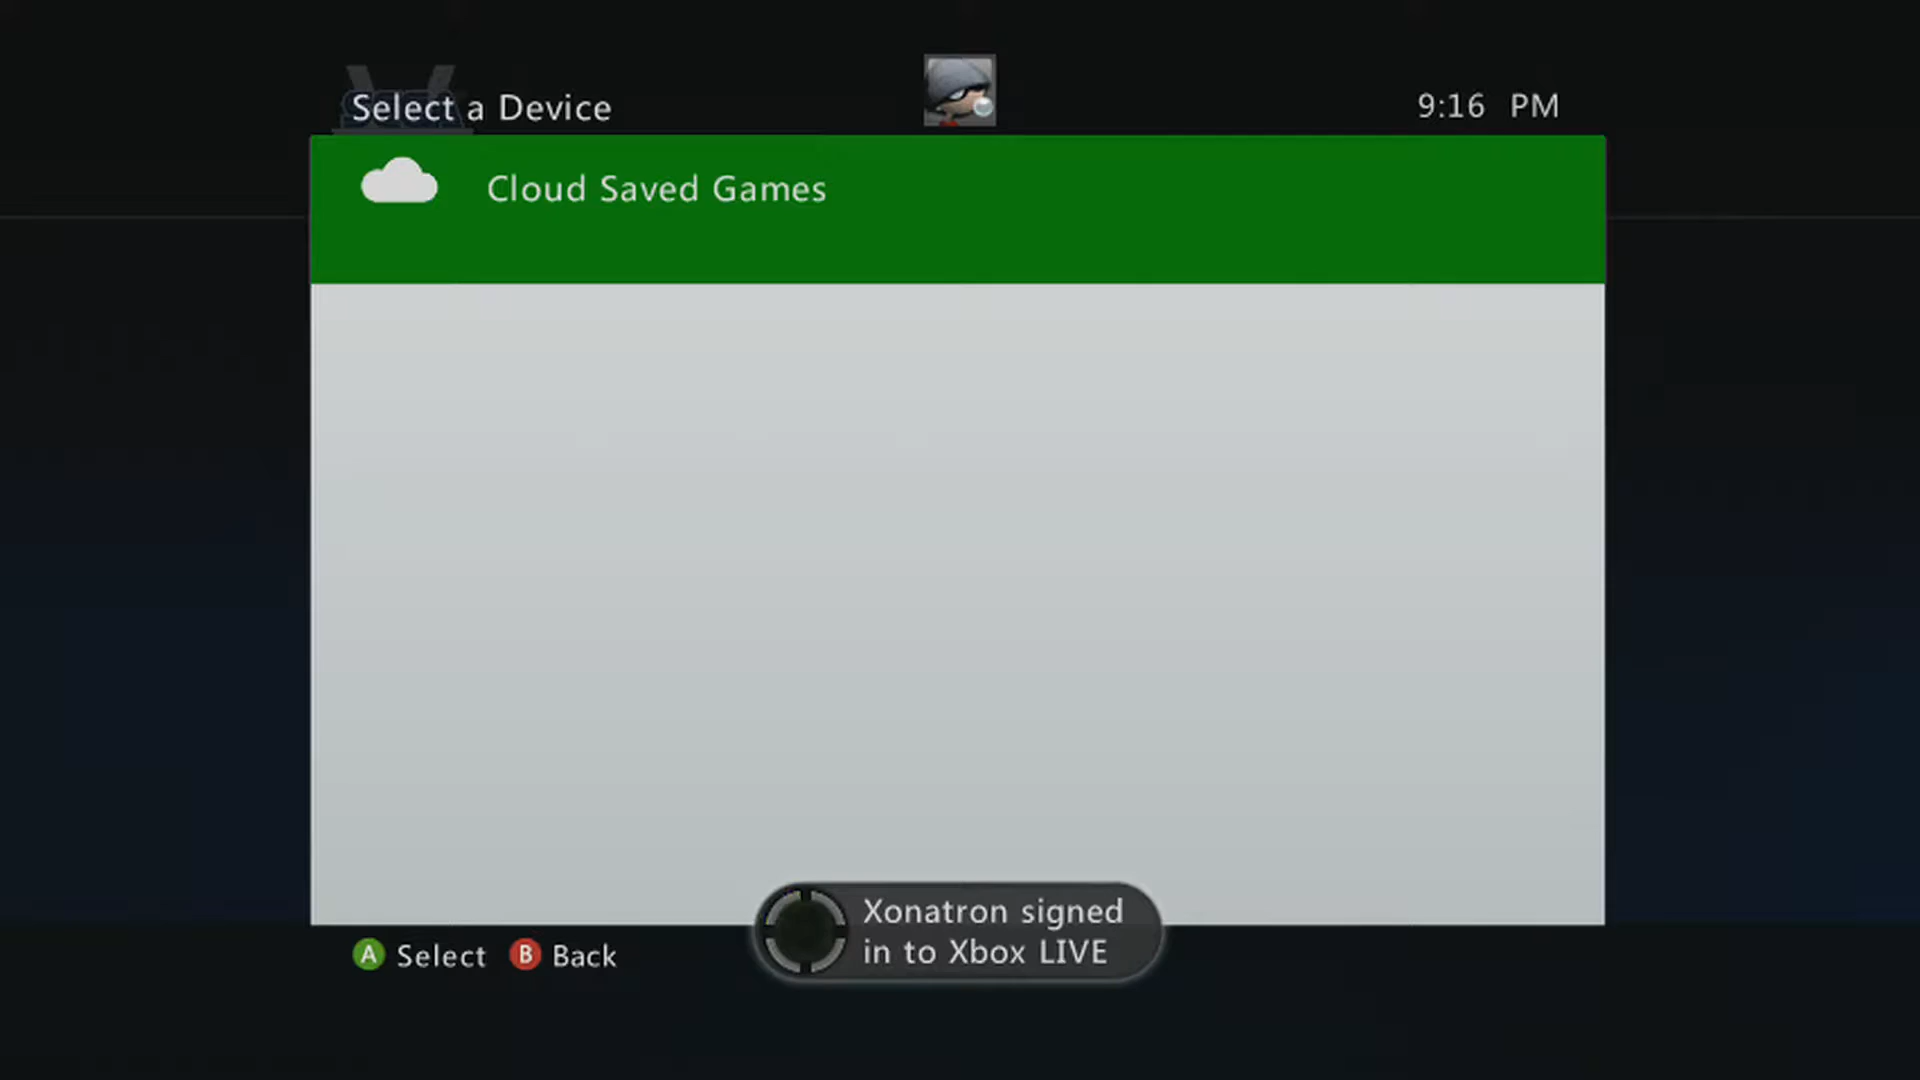 Select a Device
9:16 PM
Cloud Saved Games
Xonatron signed
in to Xbox LIVE
A Select B Back